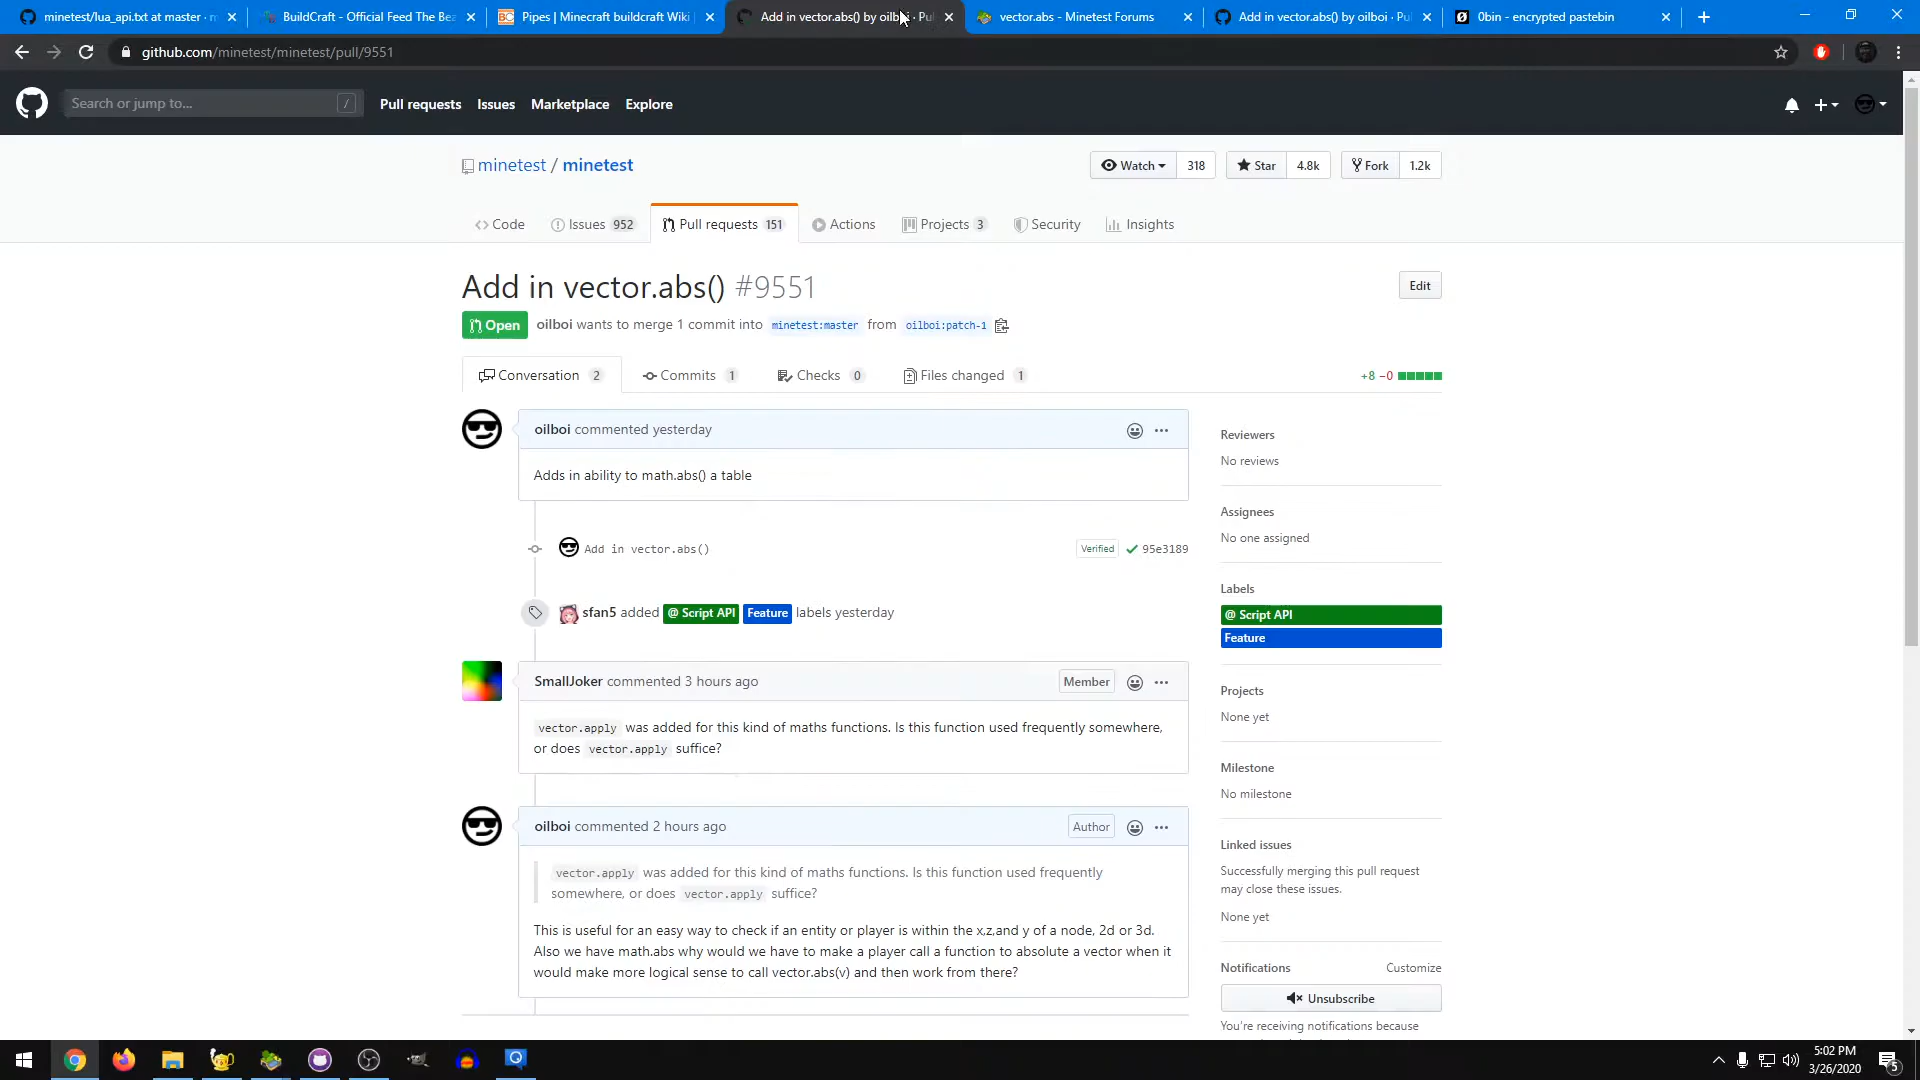 minetest/lua_api.txt at master · m
BuildCraft - Official Feed The Bea
Pipes | Minecraft buildcraft Wiki
Add in vector.abs() by oilboi · Pu
vector.abs - Minetest Forums
Add in vector.abs() by oilboi · Pul
0bin - encrypted pastebin
github.com/minetest/minetest/pull/9551
Search or jump to...
/
Pull requests
Issues
Marketplace
Explore
minetest / minetest
Watch 318
Star 4.8k
Fork 1.2k
Code
Issues 952
Pull requests 151
Actions
Projects 3
Security
Insights
Add in vector.abs() #9551
Edit
Open
oilboi wants to merge 1 commit into minetest:master from oilboi:patch-1
Conversation 2
Commits 1
Checks 0
Files changed 1
+8 −0
oilboi commented yesterday
Adds in ability to math.abs() a table
Add in vector.abs()
Verified
95e3189
sfan5 added @ Script API Feature labels yesterday
SmallJoker commented 3 hours ago
Member
vector.apply was added for this kind of maths functions. Is this function used frequently somewhere,
or does vector.apply suffice?
oilboi commented 2 hours ago
Author
vector.apply was added for this kind of maths functions. Is this function used frequently
somewhere, or does vector.apply suffice?
This is useful for an easy way to check if an entity or player is within the x,z,and y of a node, 2d or 3d.
Also we have math.abs why would we have to make a player call a function to absolute a vector when it
would make more logical sense to call vector.abs(v) and then work from there?
Reviewers
No reviews
Assignees
No one assigned
Labels
@ Script API
Feature
Projects
None yet
Milestone
No milestone
Linked issues
Successfully merging this pull request
may close these issues.
None yet
Notifications
Customize
Unsubscribe
You're receiving notifications because
5:02 PM
3/26/2020
5